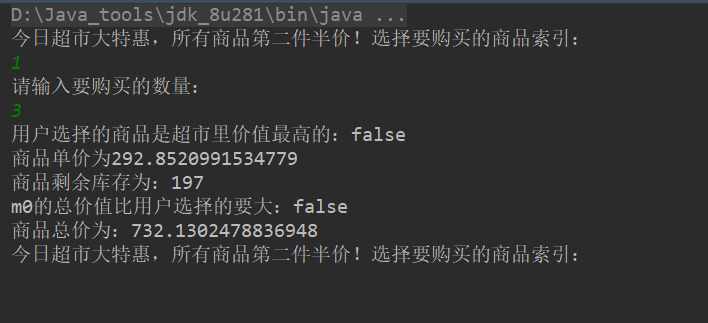 D:\Java_tools\jdk_8u281\bin\java ...
今日超市大特惠，所有商品第二件半价！选择要购买的商品索引：
1
请输入要购买的数量：
3
用户选择的商品是超市里价值最高的：false
商品单价为292.8520991534779
商品剩余库存为：197
m0的总价值比用户选择的要大：false
商品总价为：732.1302478836948
今日超市大特惠，所有商品第二件半价！选择要购买的商品索引：